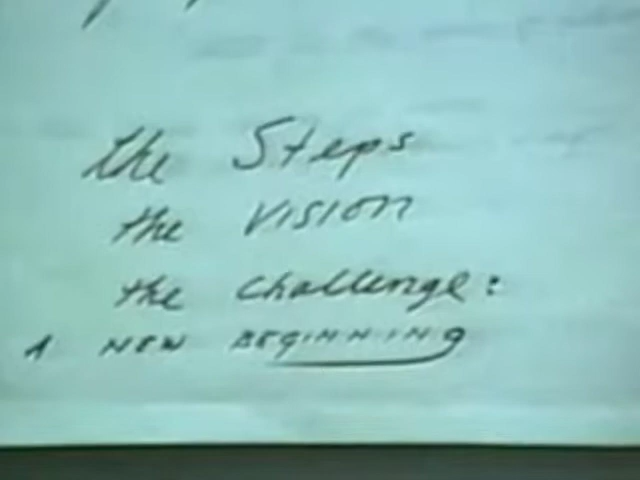 the Steps
the VISION
the challenge:
A NEW BEGINNING